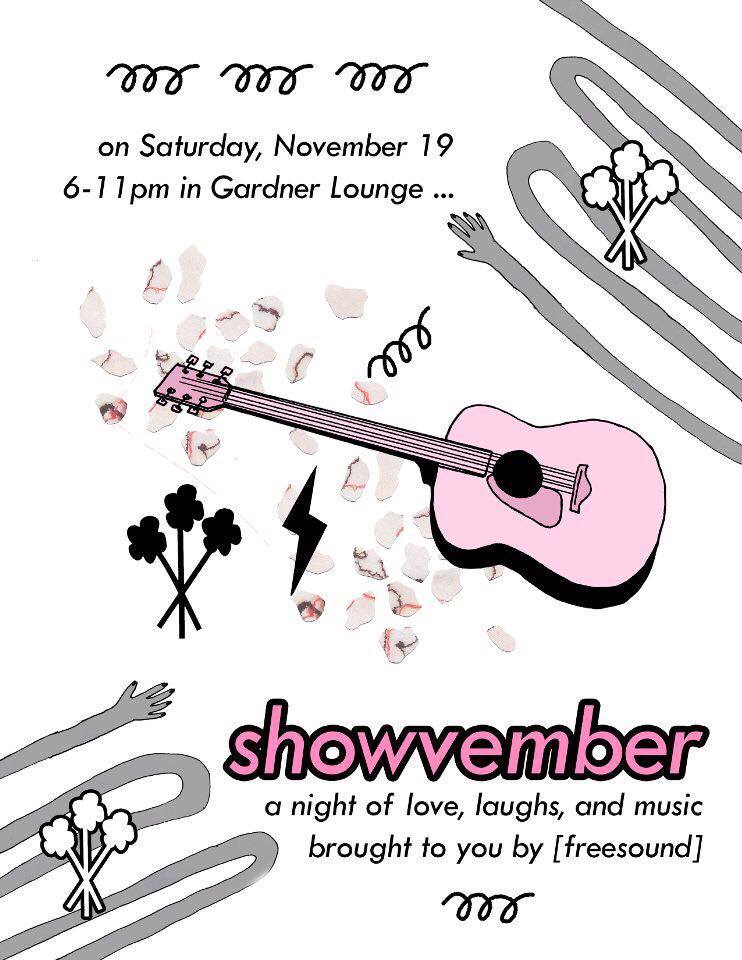 on Saturday, November 19
6-11pm in Gardner Lounge ...
showvember
a night of love, laughs, and music
brought to you by [freesound]